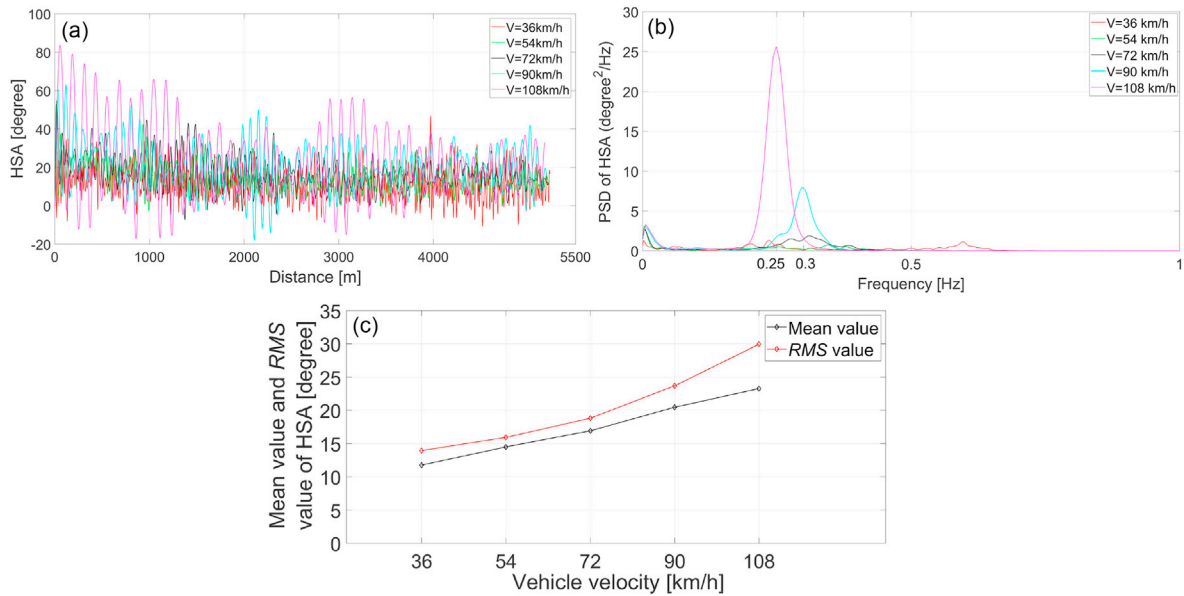 (a)
V=36km/h
V=54km/h
V=72km/h
V=90km/h
V=108km/h
HSA [degree]
100
80
60
40
20
0
-20
0
1000
2000
3000
4000
5500
Distance [m]
(b)
V=36 km/h
V=54 km/h
V=72 km/h
V=90 km/h
V=108 km/h
PSD of HSA (degree²/Hz)
30
25
20
15
10
5
0
0
0.25
0.3
0.5
1
Frequency [Hz]
(c)
Mean value
RMS value
Mean value and RMS
value of HSA [degree]
35
30
25
20
15
10
5
0
36
54
72
90
108
Vehicle velocity [km/h]